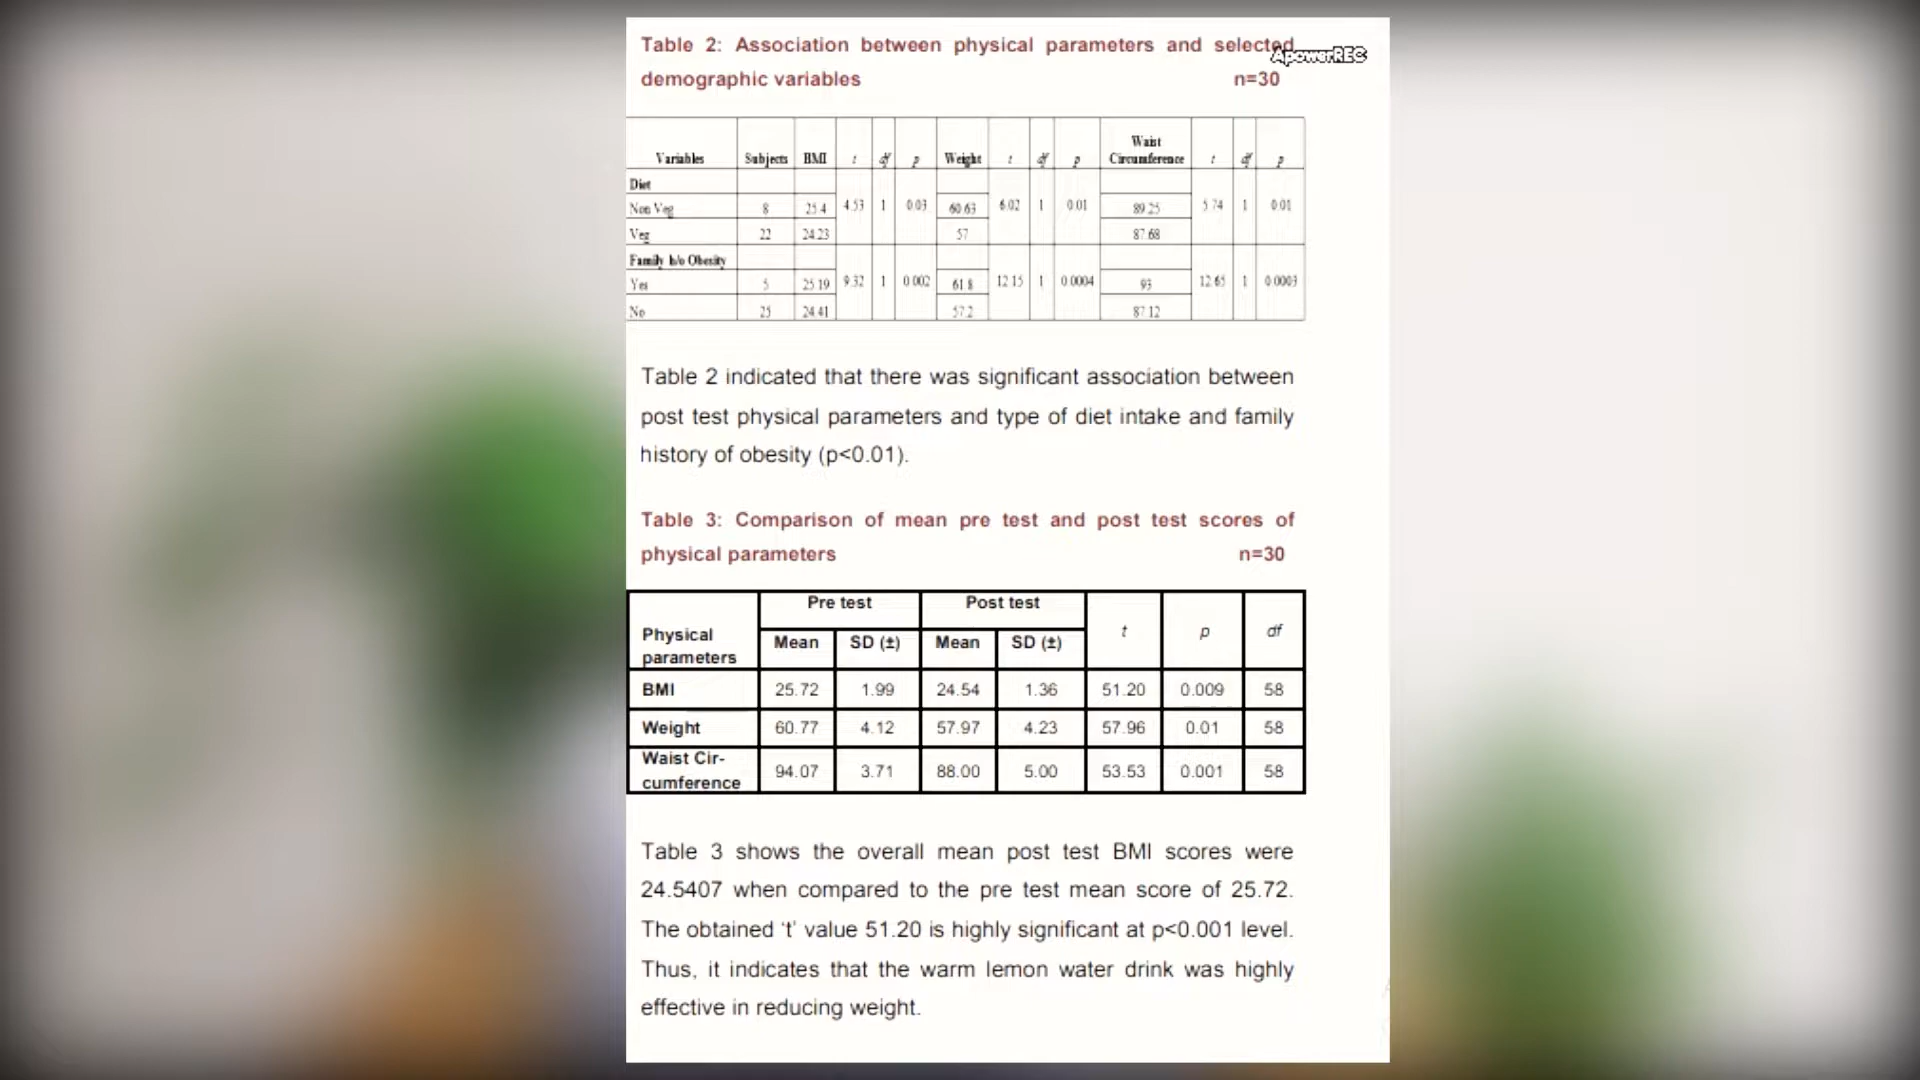 Table 2: Association between physical parameters and selected
ApowerREC
demographic variables n=30
Variables Subjects BMI t df p Weight t df p Waist Circumference t df p
Diet
Non Veg 8 25.4 4.53 1 0.03 60.63 6.02 1 0.01 89.25 5.74 1 0.01
Veg 22 24.23 57 87.68
Family h/o Obesity
Yes 5 25.19 9.32 1 0.002 61.8 12.15 1 0.0004 93 12.65 1 0.0003
No 25 24.41 57.2 87.12
Table 2 indicated that there was significant association between
post test physical parameters and type of diet intake and family
history of obesity (p<0.01).
Table 3: Comparison of mean pre test and post test scores of
physical parameters n=30
Physical parameters Pre test Post test t p df
Mean SD (±) Mean SD (±)
BMI 25.72 1.99 24.54 1.36 51.20 0.009 58
Weight 60.77 4.12 57.97 4.23 57.96 0.01 58
Waist Cir-
cumference 94.07 3.71 88.00 5.00 53.53 0.001 58
Table 3 shows the overall mean post test BMI scores were
24.5407 when compared to the pre test mean score of 25.72.
The obtained ‘t’ value 51.20 is highly significant at p<0.001 level.
Thus, it indicates that the warm lemon water drink was highly
effective in reducing weight.